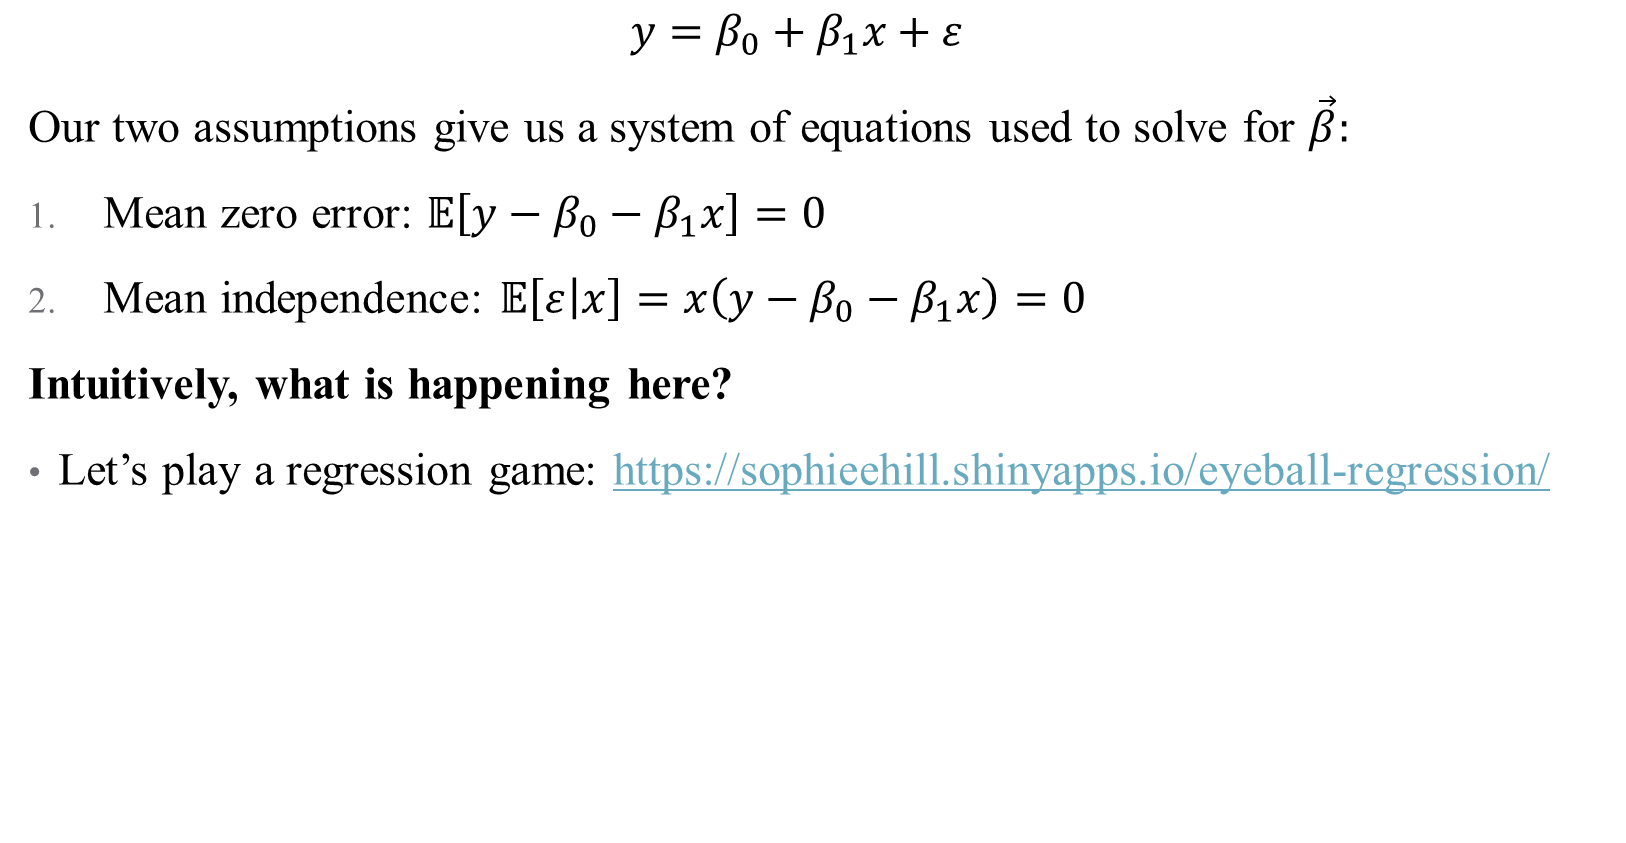 y = β₀ + β₁x + ε
Our two assumptions give us a system of equations used to solve for β⃗:
1. Mean zero error: 𝔼[y − β₀ − β₁x] = 0
2. Mean independence: 𝔼[ε|x] = x(y − β₀ − β₁x) = 0
Intuitively, what is happening here?
• Let’s play a regression game: https://sophieehill.shinyapps.io/eyeball-regression/